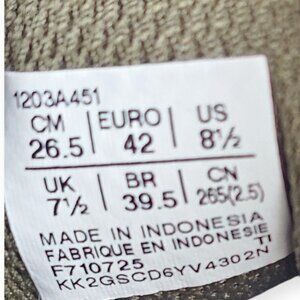 1203A451
CM EURO US
26.5 42 8½
UK BR CN
7½ 39.5 265(2.5)
MADE IN INDONESIA
FABRIQUE EN INDONESIE
F710725 TI
KK2GSCD6YV4302N